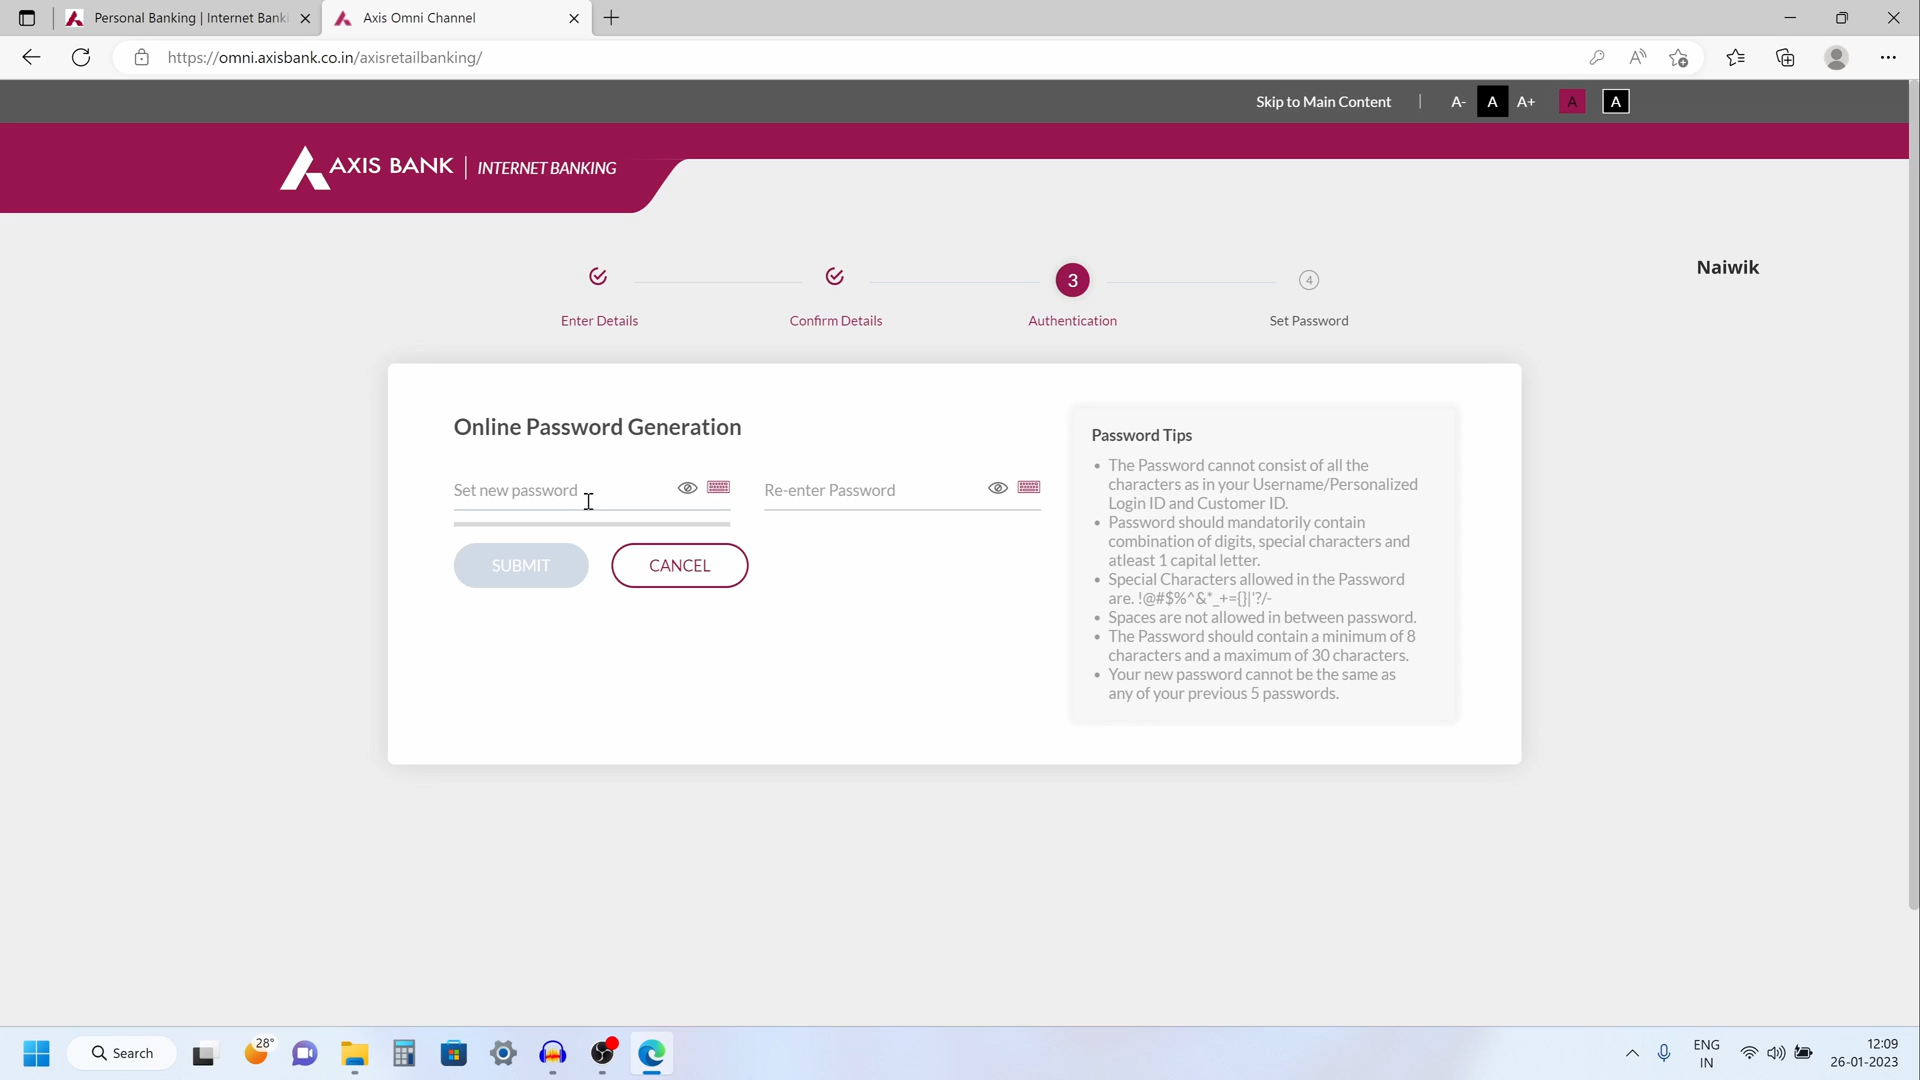 Personal Banking | Internet Banki
Axis Omni Channel
https://omni.axisbank.co.in/axisretailbanking/
Skip to Main Content | A- A A+ A A
AXIS BANK | INTERNET BANKING
Naiwik
3
4
Enter Details
Confirm Details
Authentication
Set Password
Online Password Generation
Set new password
Re-enter Password
SUBMIT
CANCEL
Password Tips
• The Password cannot consist of all the
characters as in your Username/Personalized
Login ID and Customer ID.
• Password should mandatorily contain
combination of digits, special characters and
atleast 1 capital letter.
• Special Characters allowed in the Password
are. !@#$%^&*_+={}|'?/-
• Spaces are not allowed in between password.
• The Password should contain a minimum of 8
characters and a maximum of 30 characters.
• Your new password cannot be the same as
any of your previous 5 passwords.
Search
28°
ENG
IN
12:09
26-01-2023